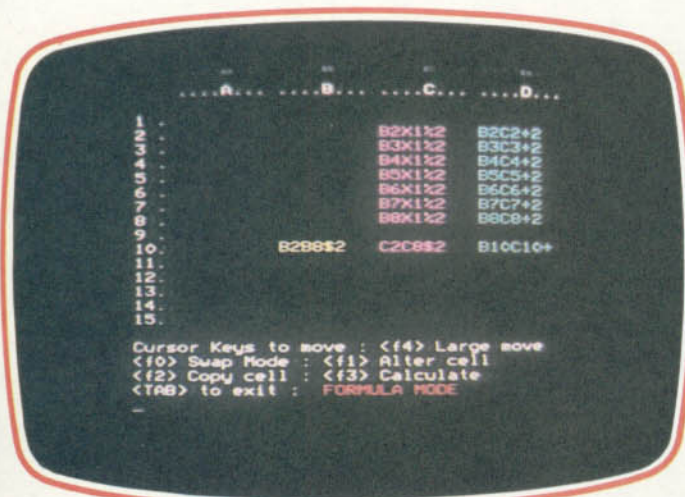 ....A... ....B... ....C... ....D...
1 .
2 . B2X1%2 B2C2+2
3 . B3X1%2 B3C3+2
4 . B4X1%2 B4C4+2
5 . B5X1%2 B5C5+2
6 . B6X1%2 B6C6+2
7 . B7X1%2 B7C7+2
8 . B8X1%2 B8C8+2
9 .
10. B2B8$2 C2C8$2 B10C10+
11.
12.
13.
14.
15.
Cursor Keys to move : <f4> Large move
<f0> Swap Mode : <f1> Alter cell
<f2> Copy cell : <f3> Calculate
<TAB> to exit : FORMULA MODE